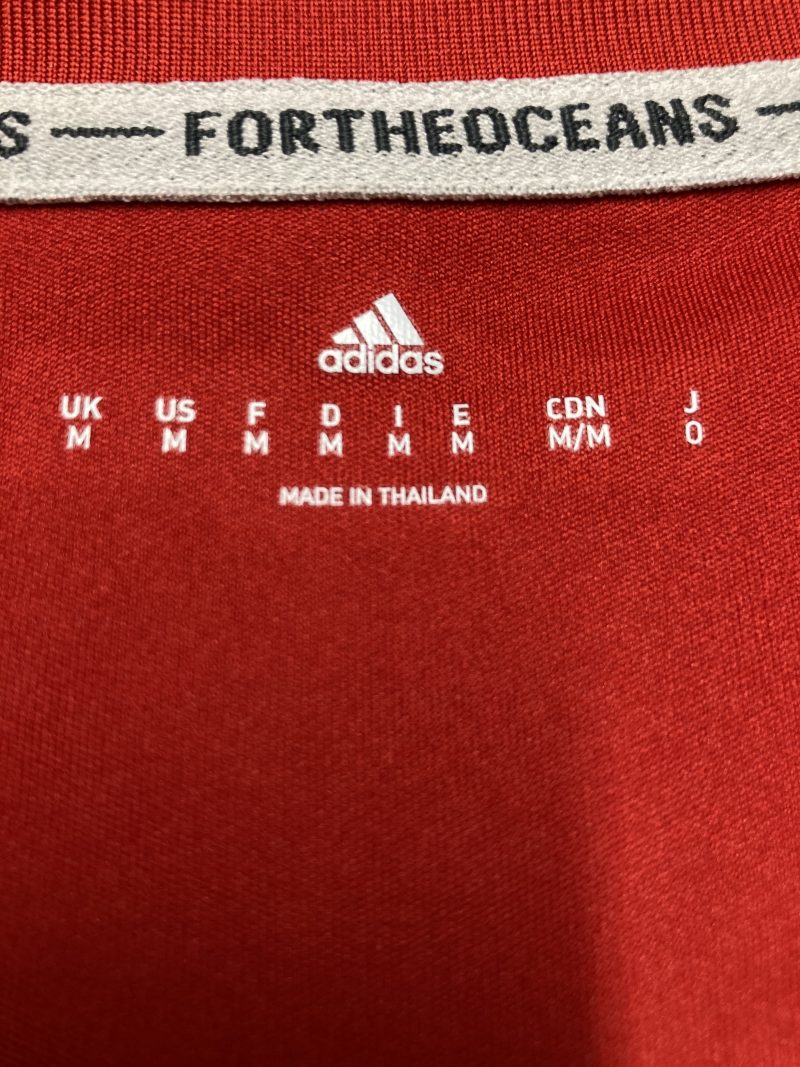 S — FORTHEOCEANS —
adidas
UK US F D I E CDN J
M M M M M M M/M O
MADE IN THAILAND